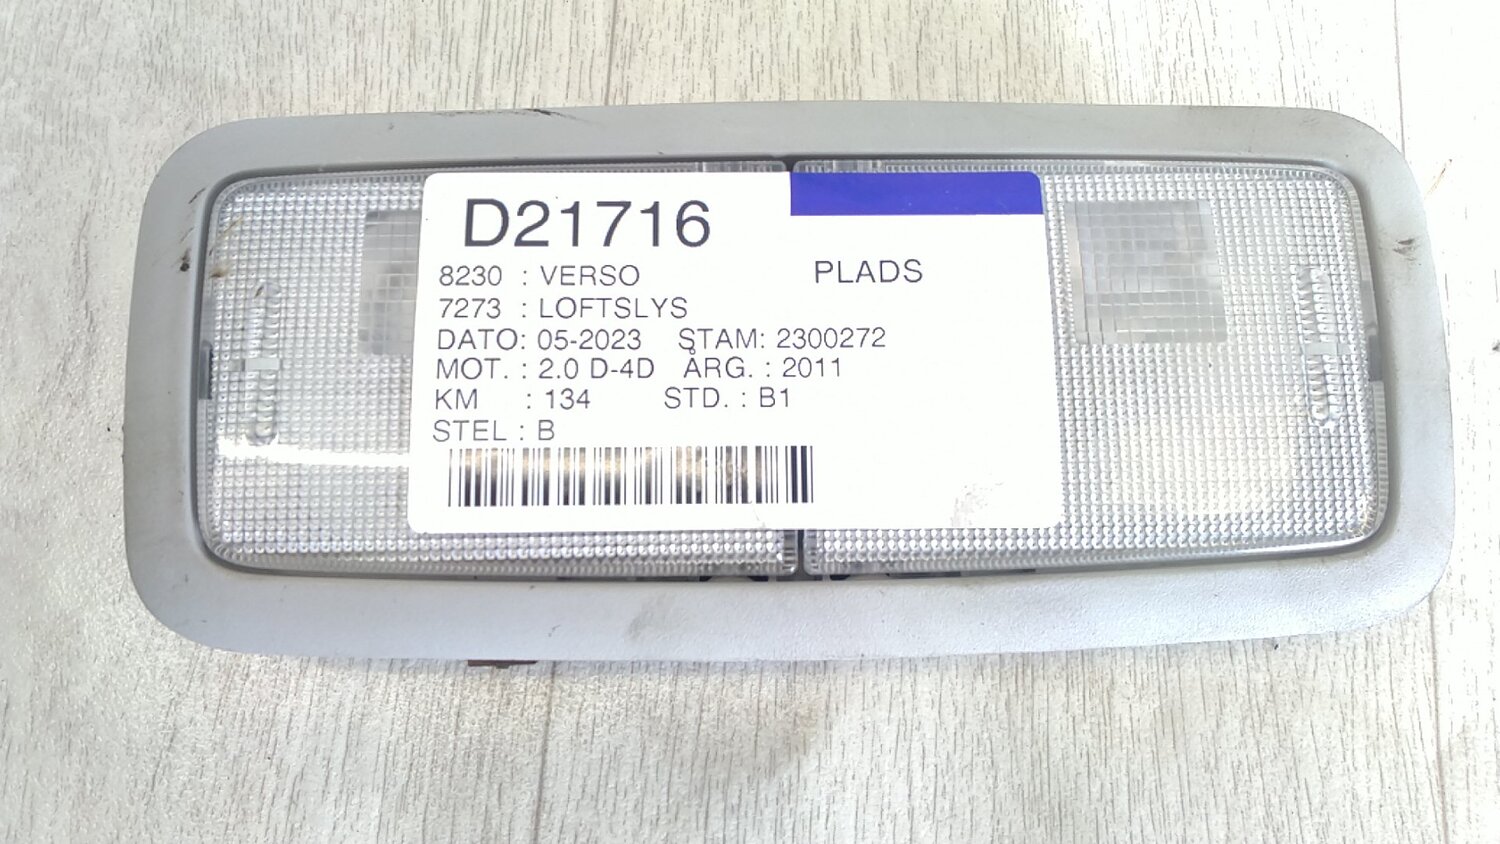 D21716
8230 : VERSO PLADS
7273 : LOFTSLYS
DATO: 05-2023 STAM: 2300272
MOT. : 2.0 D-4D ÅRG. : 2011
KM : 134 STD. : B1
STEL : B